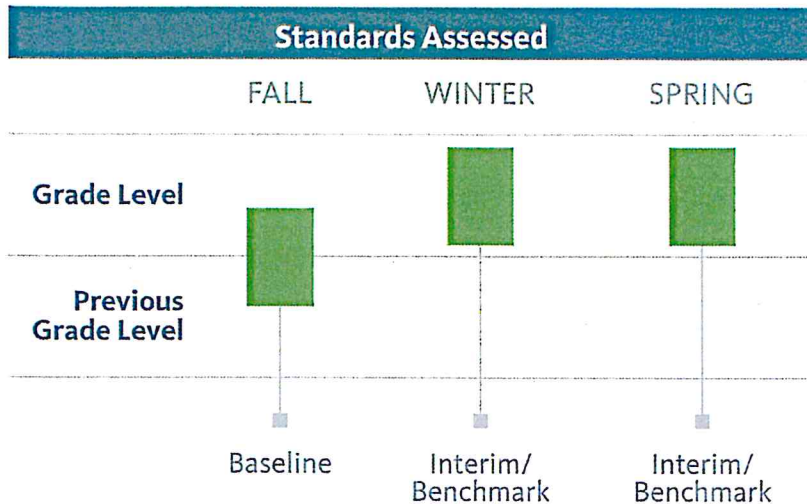 Standards Assessed
FALL WINTER SPRING
Grade Level
Previous
Grade Level
Baseline Interim/ Interim/
Benchmark Benchmark